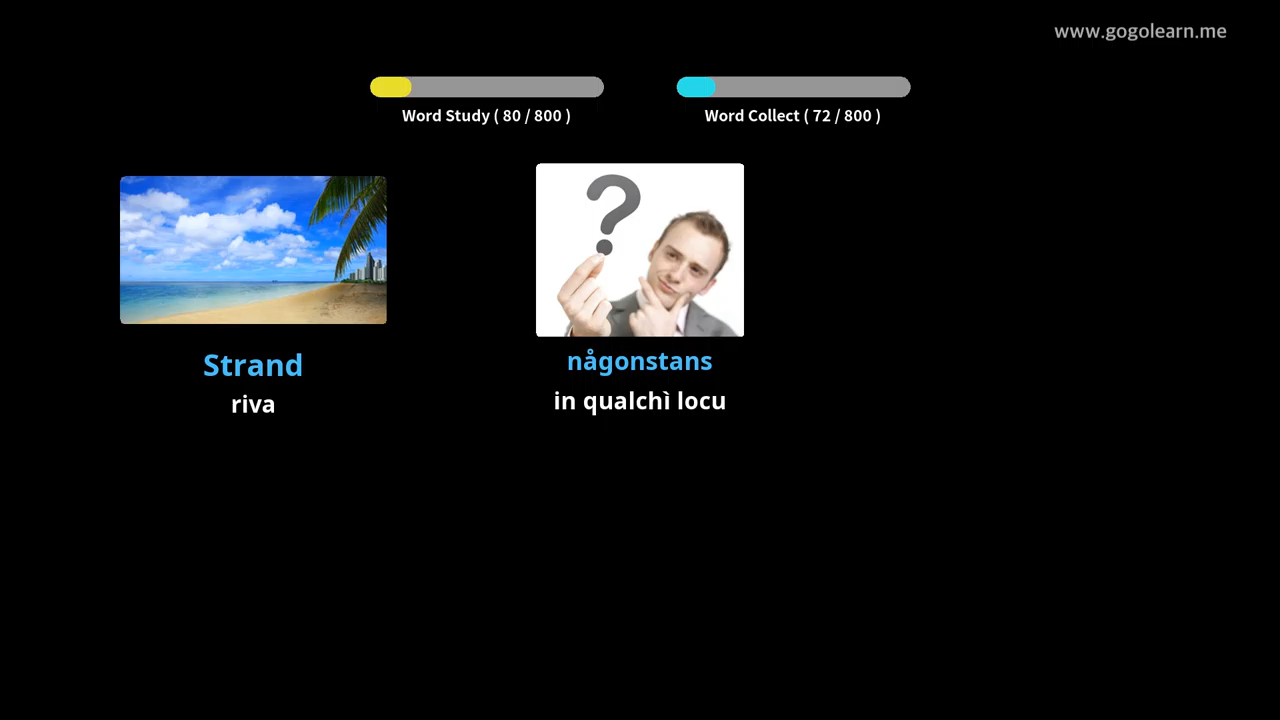 www.gogolearn.me
Word Study ( 80 / 800 )
Word Collect ( 72 / 800 )
Strand
riva
någonstans
in qualchì locu